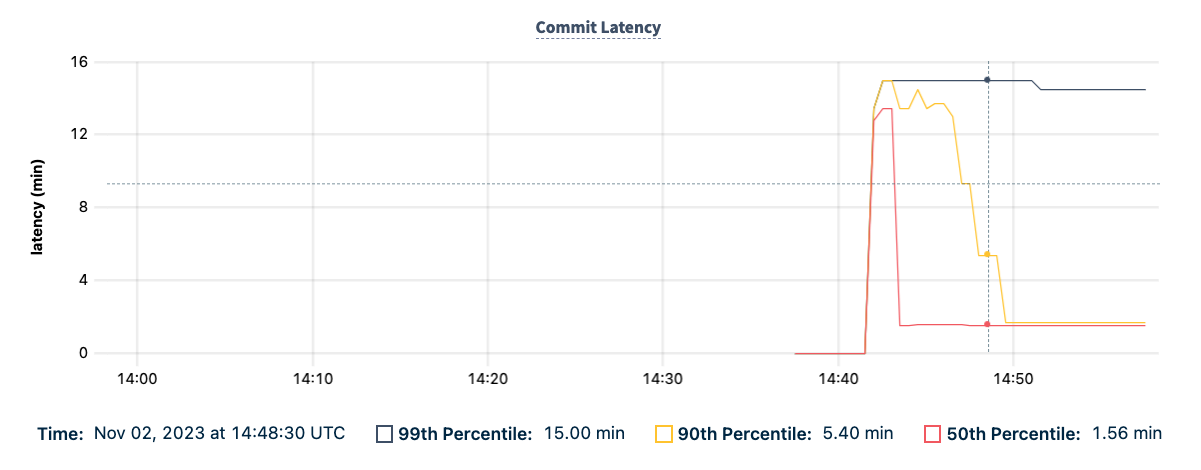 Commit Latency
16
12
8
4
0
latency (min)
14:00 14:10 14:20 14:30 14:40 14:50
Time: Nov 02, 2023 at 14:48:30 UTC 99th Percentile: 15.00 min 90th Percentile: 5.40 min 50th Percentile: 1.56 min